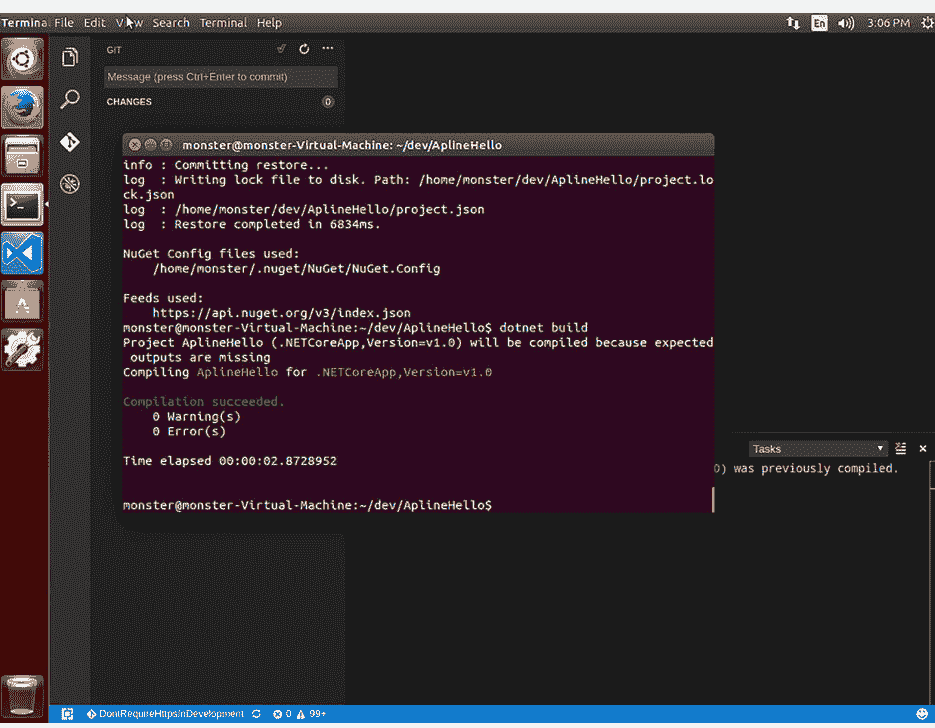 Terminal File Edit View Search Terminal Help
En
3:06 PM
GIT
Message (press Ctrl+Enter to commit)
CHANGES
0
monster@monster-Virtual-Machine: ~/dev/AplineHello
info : Committing restore...
log : Writing lock file to disk. Path: /home/monster/dev/AplineHello/project.lo
ck.json
log : /home/monster/dev/AplineHello/project.json
log : Restore completed in 6834ms.
NuGet Config files used:
/home/monster/.nuget/NuGet/NuGet.Config
Feeds used:
https://api.nuget.org/v3/index.json
monster@monster-Virtual-Machine:~/dev/AplineHello$ dotnet build
Project AplineHello (.NETCoreApp,Version=v1.0) will be compiled because expected
outputs are missing
Compiling AplineHello for .NETCoreApp,Version=v1.0
Compilation succeeded.
0 Warning(s)
0 Error(s)
Time elapsed 00:00:02.8728952
monster@monster-Virtual-Machine:~/dev/AplineHello$
Tasks
0) was previously compiled.
DontRequireHttpsInDevelopment
0
99+